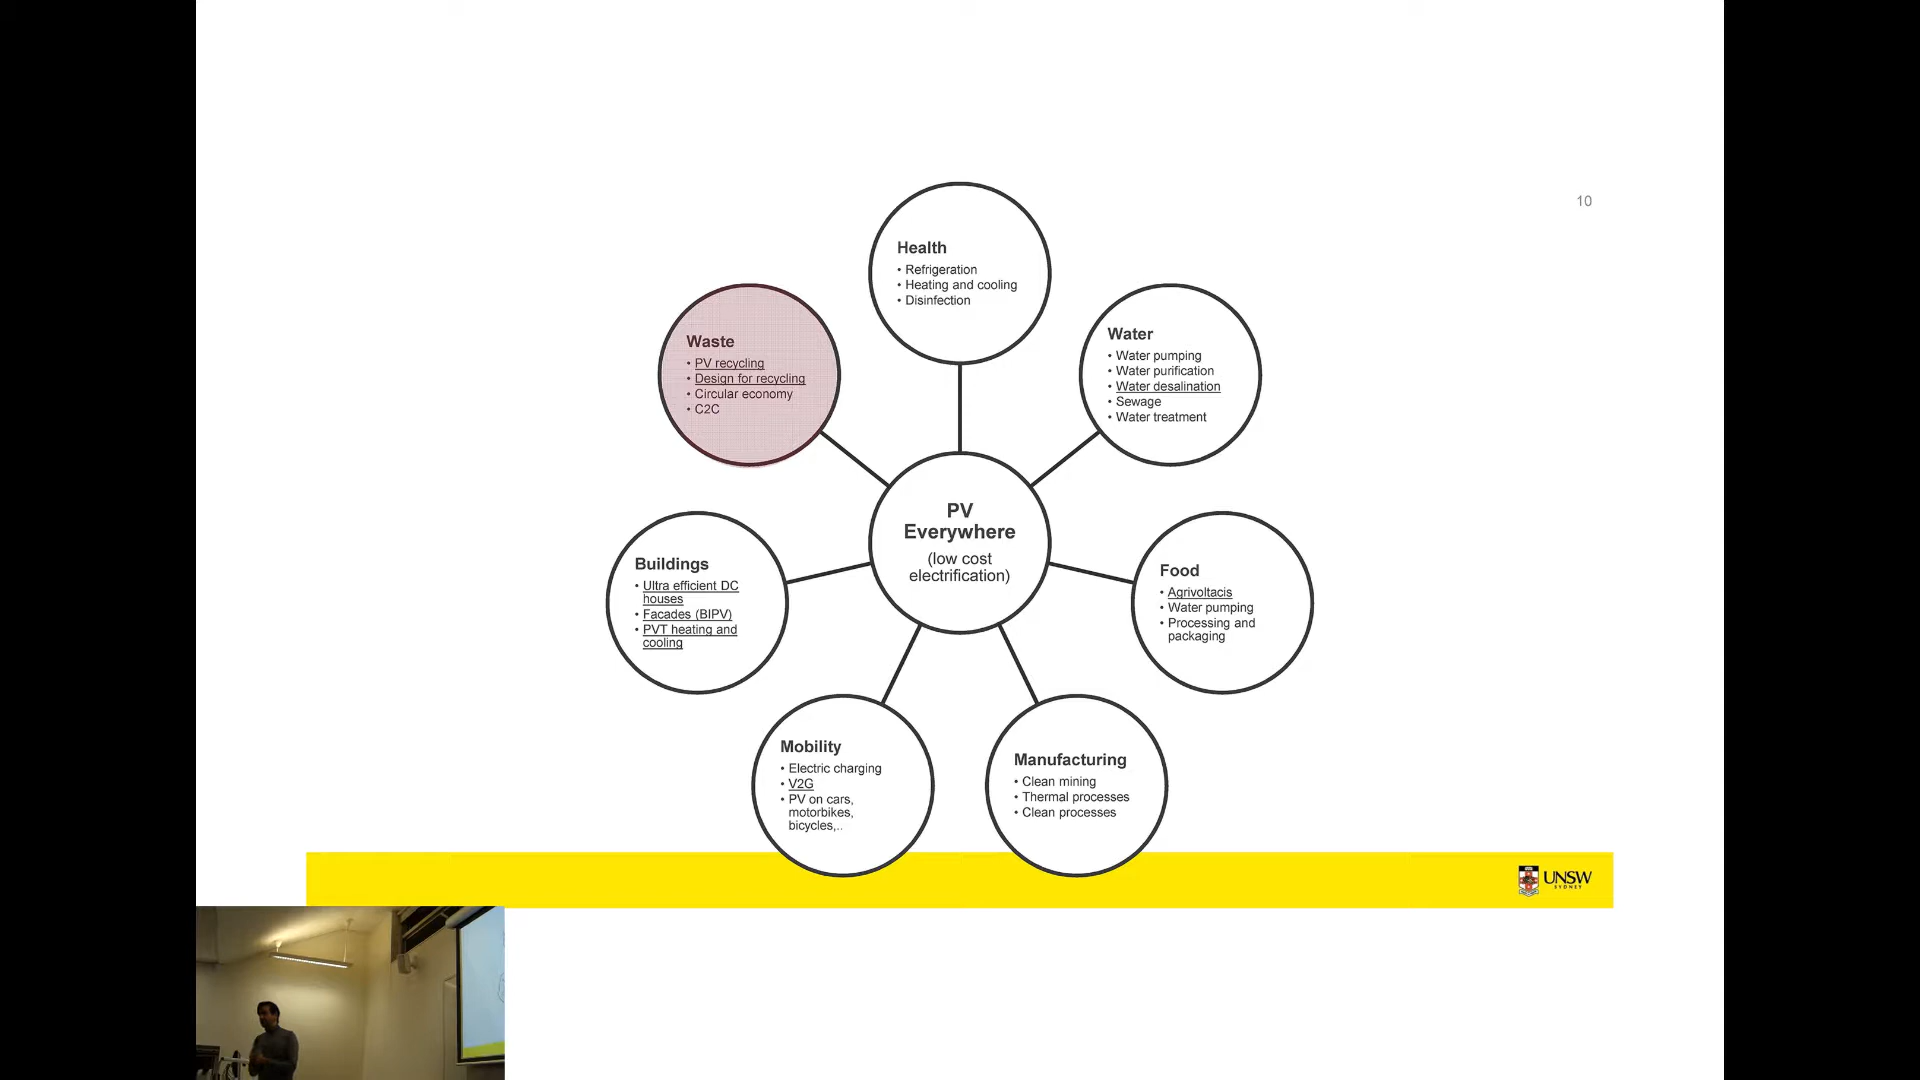 10
Health
• Refrigeration
• Heating and cooling
• Disinfection
Waste
• PV recycling
• Design for recycling
• Circular economy
• C2C
Water
• Water pumping
• Water purification
• Water desalination
• Sewage
• Water treatment
PV
Everywhere
(low cost
electrification)
Buildings
• Ultra efficient DC
houses
• Facades (BIPV)
• PVT heating and
cooling
Food
• Agrivoltacis
• Water pumping
• Processing and
packaging
Mobility
• Electric charging
• V2G
• PV on cars,
motorbikes,
bicycles,..
Manufacturing
• Clean mining
• Thermal processes
• Clean processes
UNSW
SYDNEY